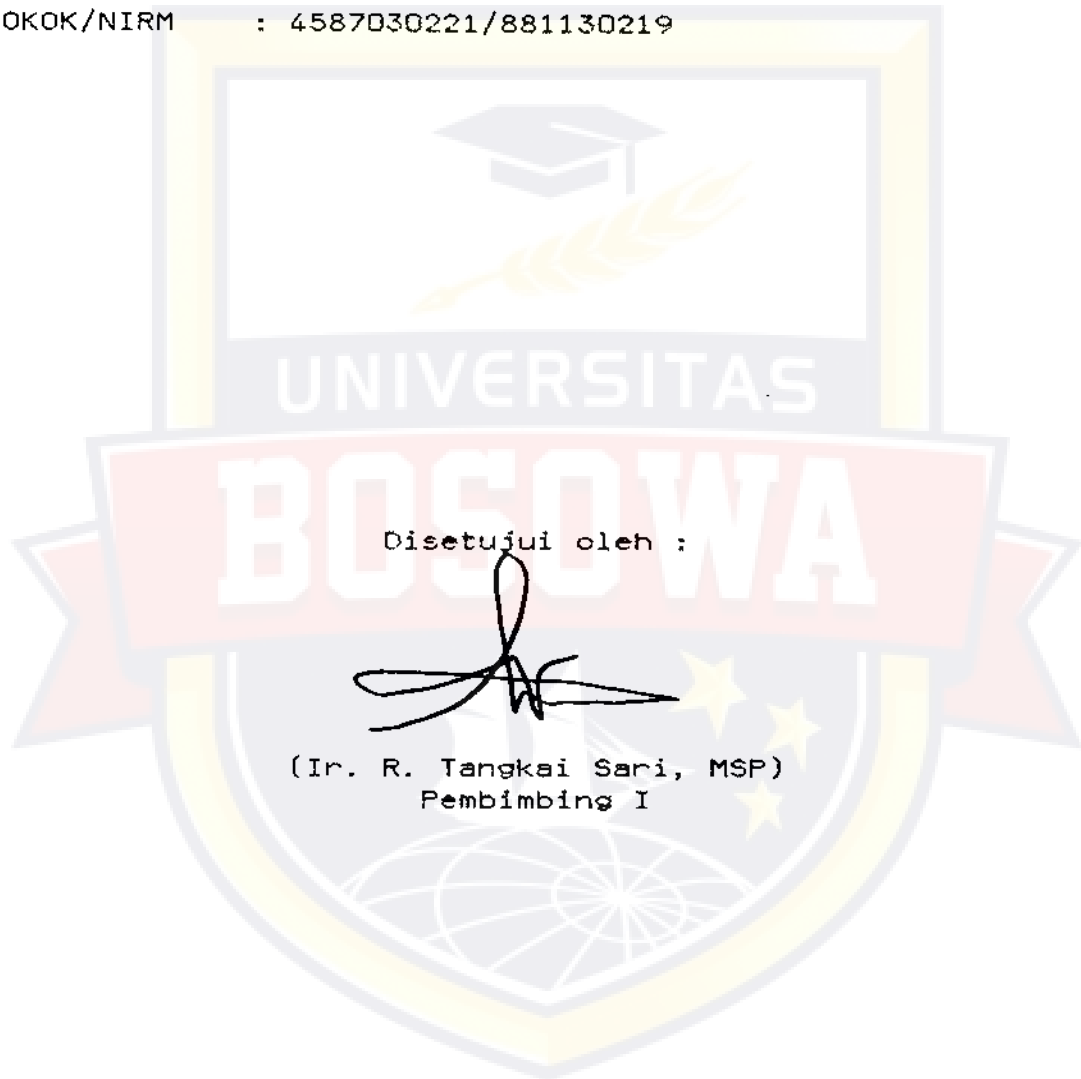 OKOK/NIRM : 4587030221/881130219
UNIVERSITAS
BOSOWA
Disetujui oleh :
(Ir. R. Tangkai Sari, MSP)
Pembimbing I